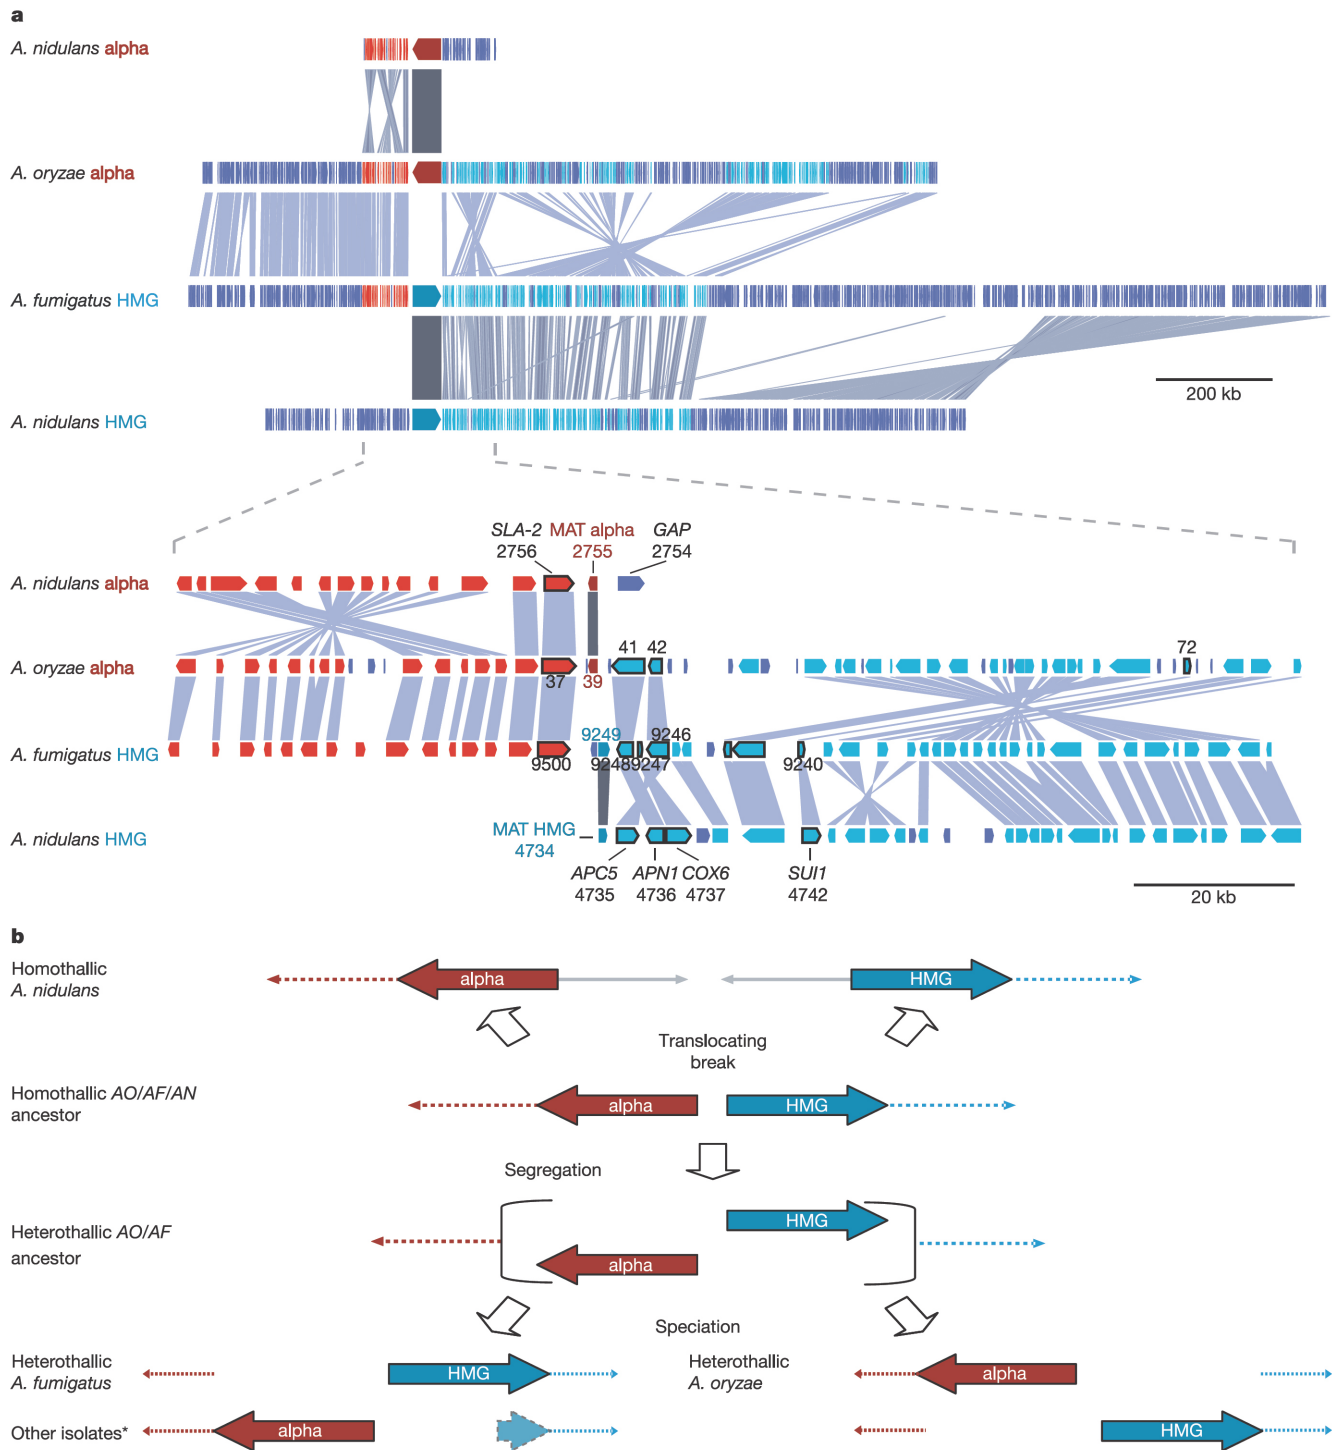 a
A. nidulans alpha
A. oryzae alpha
A. fumigatus HMG
200 kb
A. nidulans HMG
SLA-2 MAT alpha GAP
2756 2755 2754
A. nidulans alpha
41 42 72
A. oryzae alpha
37 39
9249 9246
A. fumigatus HMG
9500 9248 9247 9240
A. nidulans HMG
MAT HMG
4734
APC5 APN1 COX6 SUI1
4735 4736 4737 4742
20 kb
b
Homothallic
A. nidulans
alpha HMG
Translocating
break
Homothallic AO/AF/AN
ancestor
alpha HMG
Segregation
Heterothallic AO/AF
ancestor
HMG
alpha
Speciation
Heterothallic
A. fumigatus
HMG
Heterothallic
A. oryzae
alpha
Other isolates*
alpha
HMG